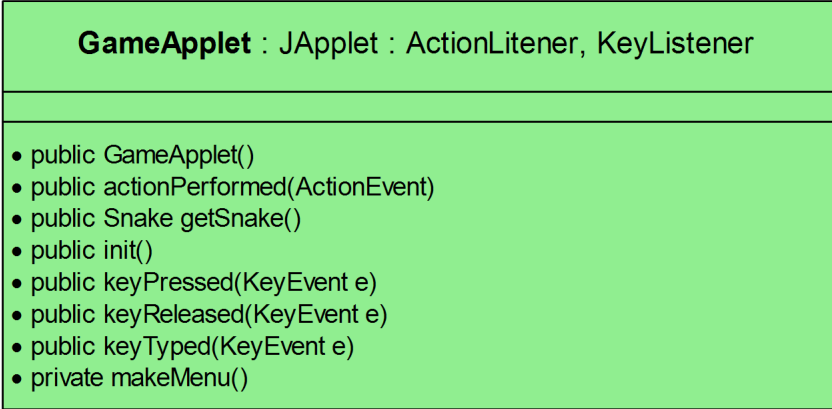 GameApplet : JApplet : ActionLitener, KeyListener
• public GameApplet()
• public actionPerformed(ActionEvent)
• public Snake getSnake()
• public init()
• public keyPressed(KeyEvent e)
• public keyReleased(KeyEvent e)
• public keyTyped(KeyEvent e)
• private makeMenu()